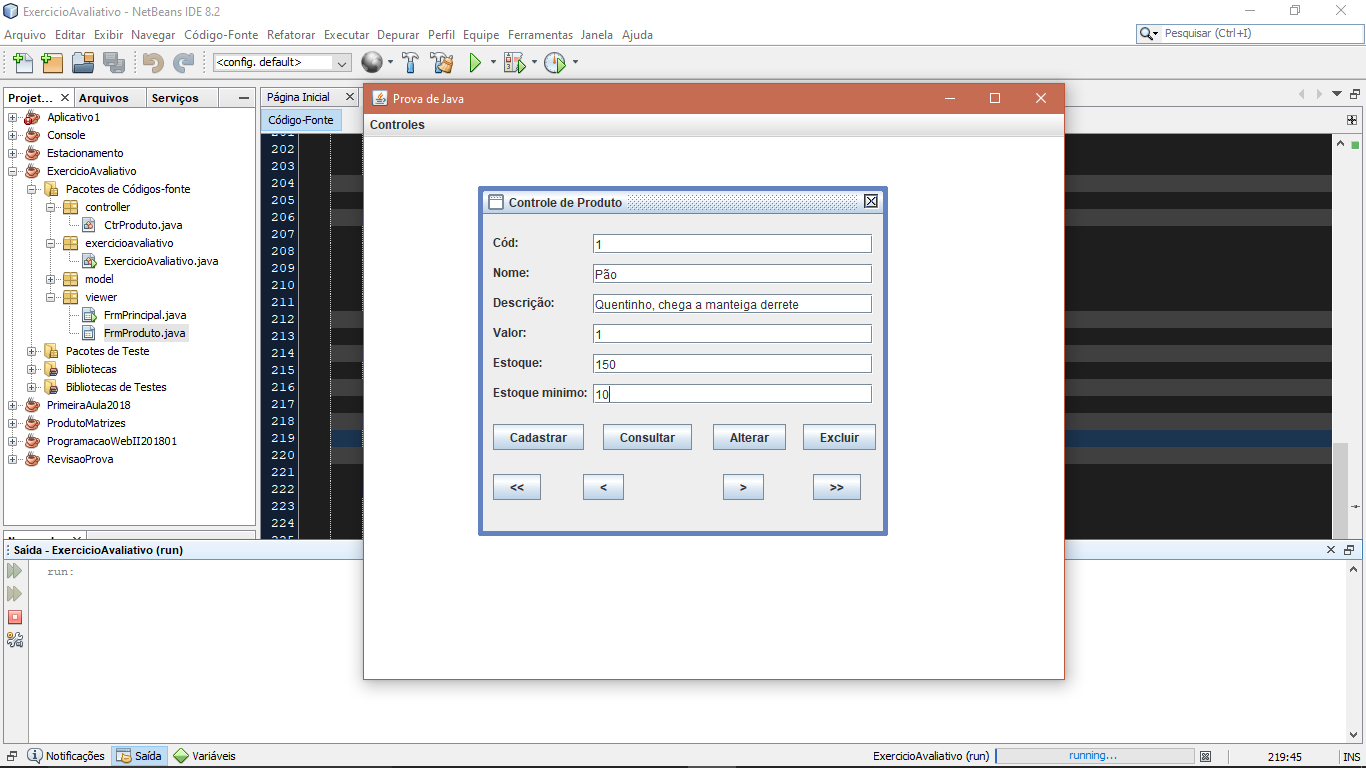 ExercicioAvaliativo - NetBeans IDE 8.2
Arquivo Editar Exibir Navegar Código-Fonte Refatorar Executar Depurar Perfil Equipe Ferramentas Janela Ajuda
Pesquisar (Ctrl+I)
<config. default>
Projet... Arquivos Serviços
Aplicativo1
Console
Estacionamento
ExercicioAvaliativo
Pacotes de Códigos-fonte
controller
CtrProduto.java
exercicioavaliativo
ExercicioAvaliativo.java
model
viewer
FrmPrincipal.java
FrmProduto.java
Pacotes de Teste
Bibliotecas
Bibliotecas de Testes
PrimeiraAula2018
ProdutoMatrizes
ProgramacaoWebII201801
RevisaoProva
Página Inicial
Código-Fonte
202
203
204
205
206
207
208
209
210
211
212
213
214
215
216
217
218
219
220
221
222
223
224
Prova de Java
Controles
Controle de Produto
Cód: 1
Nome: Pão
Descrição: Quentinho, chega a manteiga derrete
Valor: 1
Estoque: 150
Estoque mínimo: 10
Cadastrar Consultar Alterar Excluir
<< < > >>
Saída - ExercicioAvaliativo (run)
run:
Notificações Saída Variáveis
ExercicioAvaliativo (run) running... 219:45 INS